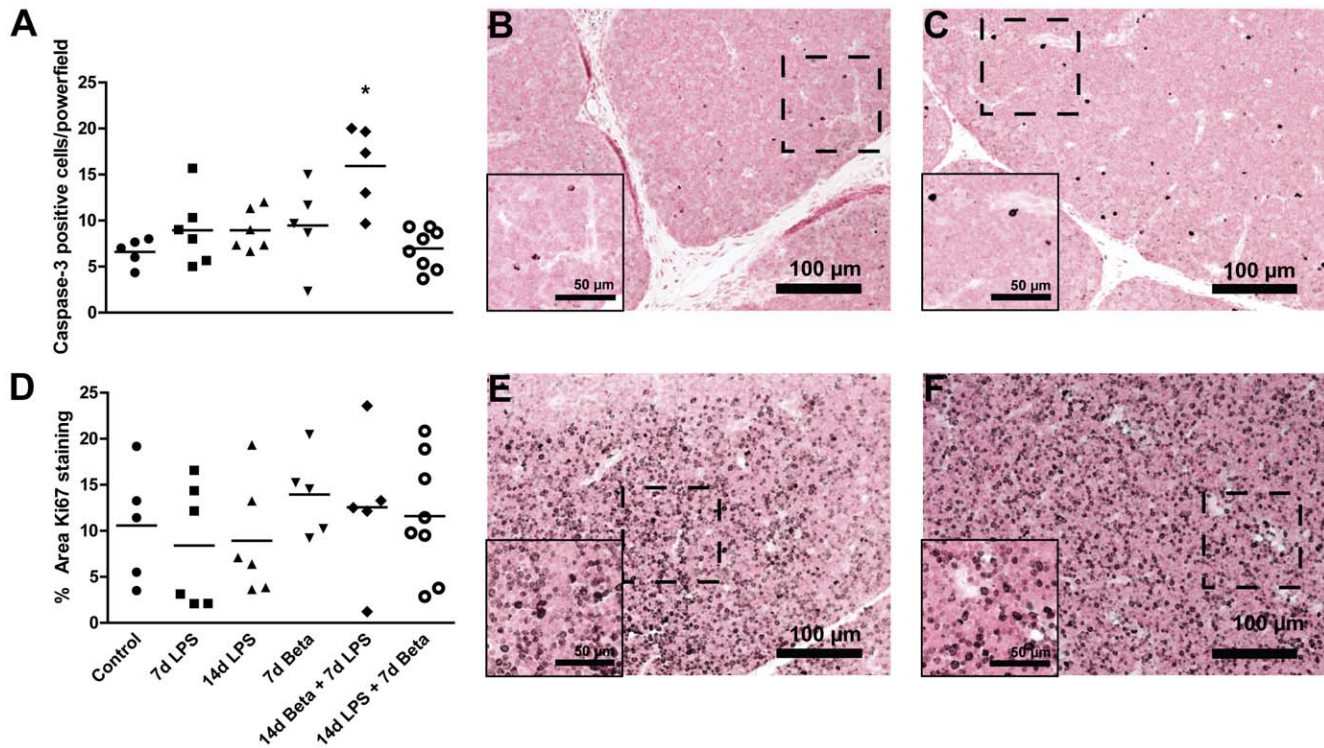 A
Caspase-3 positive cells/powerfield
25
20
15
10
5
0
*
B
50 µm
100 µm
C
50 µm
100 µm
D
% Area Ki67 staining
25
20
15
10
5
0
Control
7d LPS
14d LPS
7d Beta
14d Beta + 7d LPS
14d LPS + 7d Beta
E
50 µm
100 µm
F
50 µm
100 µm